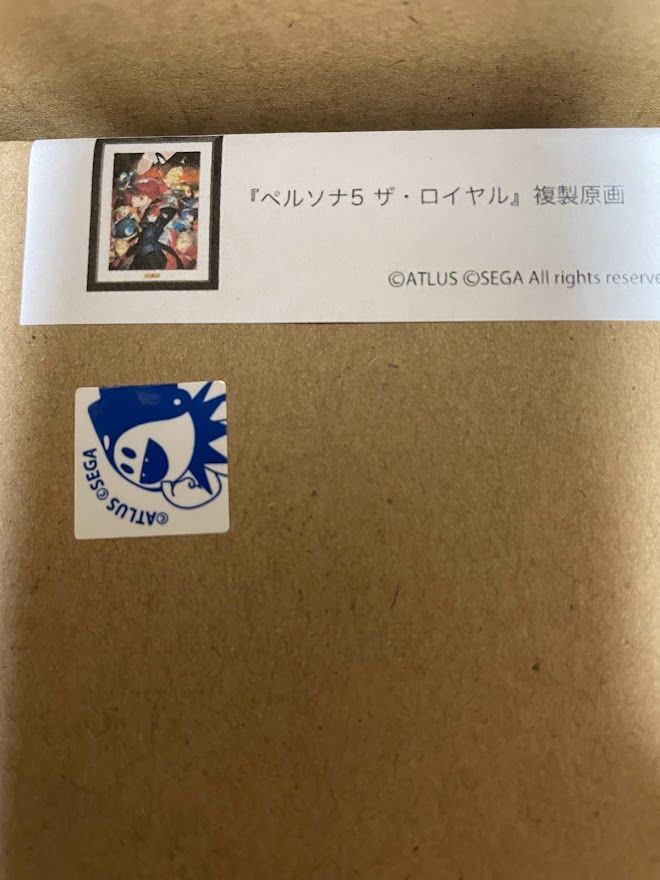 『ペルソナ5 ザ・ロイヤル』複製原画
©ATLUS ©SEGA All rights reserve
©ATLUS ©SEGA